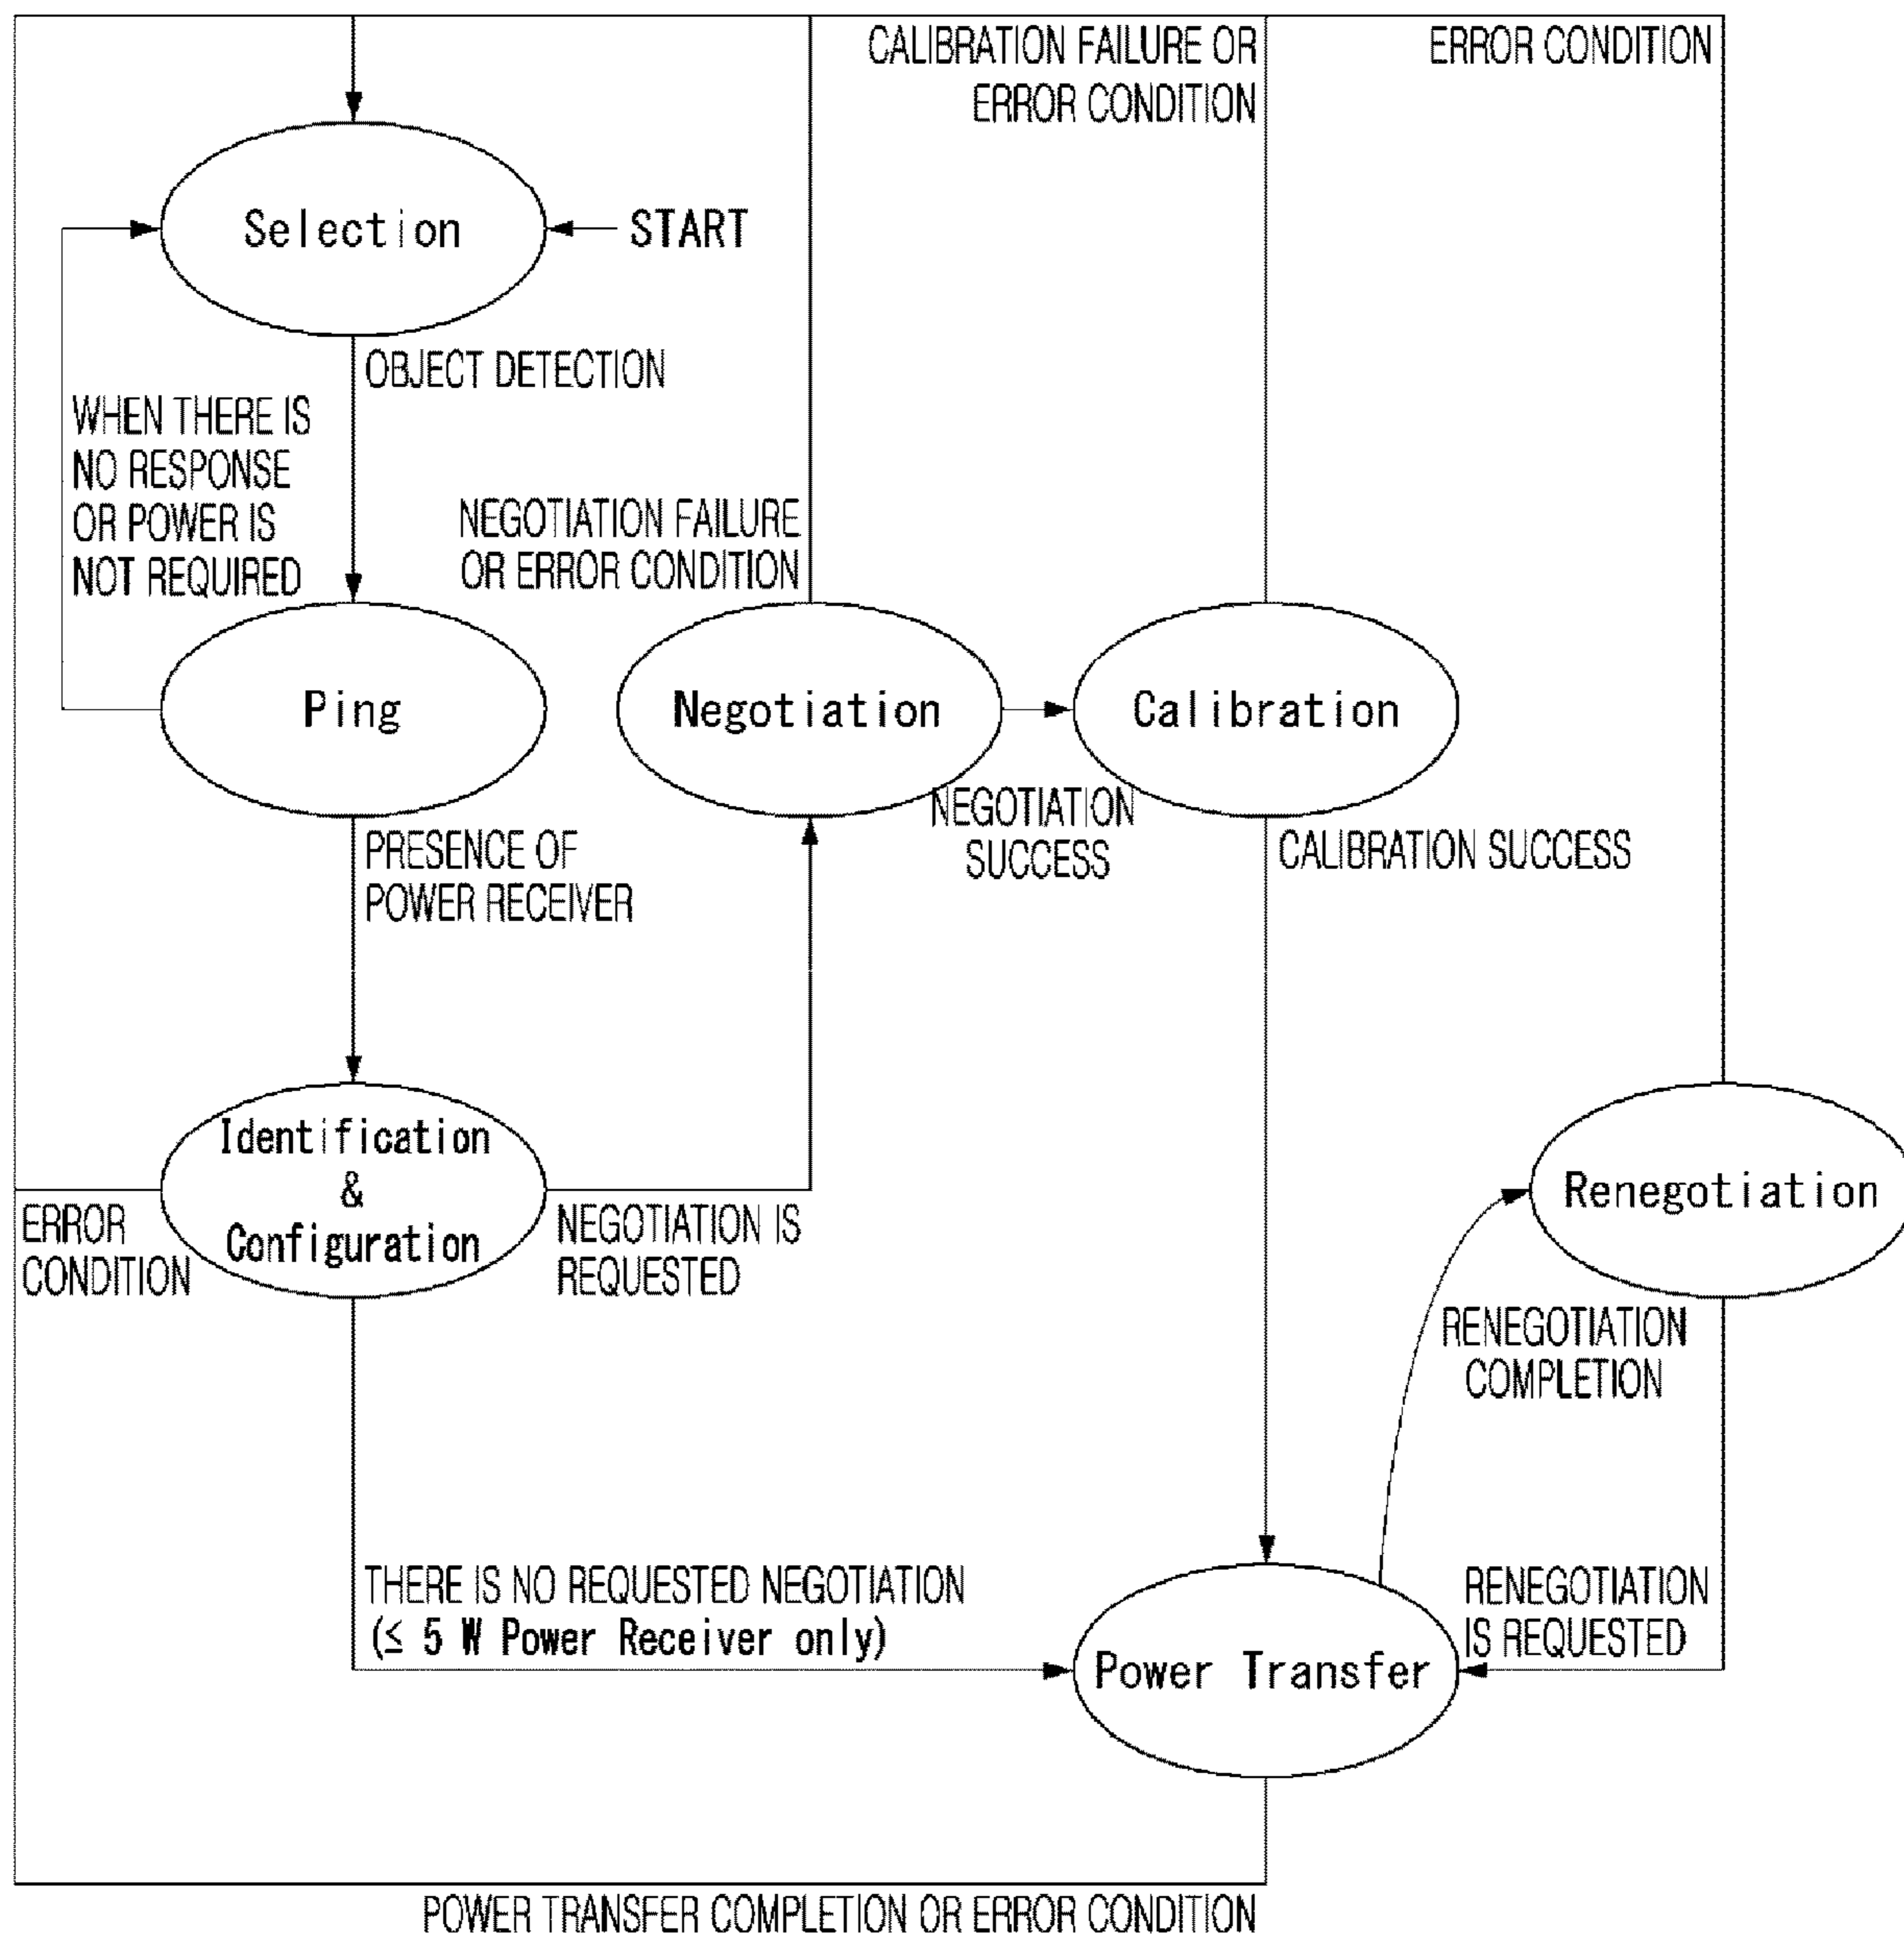 CALIBRATION FAILURE OR
ERROR CONDITION
ERROR CONDITION
Selection
START
OBJECT DETECTION
WHEN THERE IS
NO RESPONSE
OR POWER IS
NOT REQUIRED
NEGOTIATION FAILURE
OR ERROR CONDITION
Ping
Negotiation
Calibration
NEGOTIATION
SUCCESS
PRESENCE OF
POWER RECEIVER
CALIBRATION SUCCESS
Identification
&
Configuration
ERROR
CONDITION
NEGOTIATION IS
REQUESTED
Renegotiation
RENEGOTIATION
COMPLETION
THERE IS NO REQUESTED NEGOTIATION
(≤ 5 W Power Receiver only)
Power Transfer
RENEGOTIATION
IS REQUESTED
POWER TRANSFER COMPLETION OR ERROR CONDITION